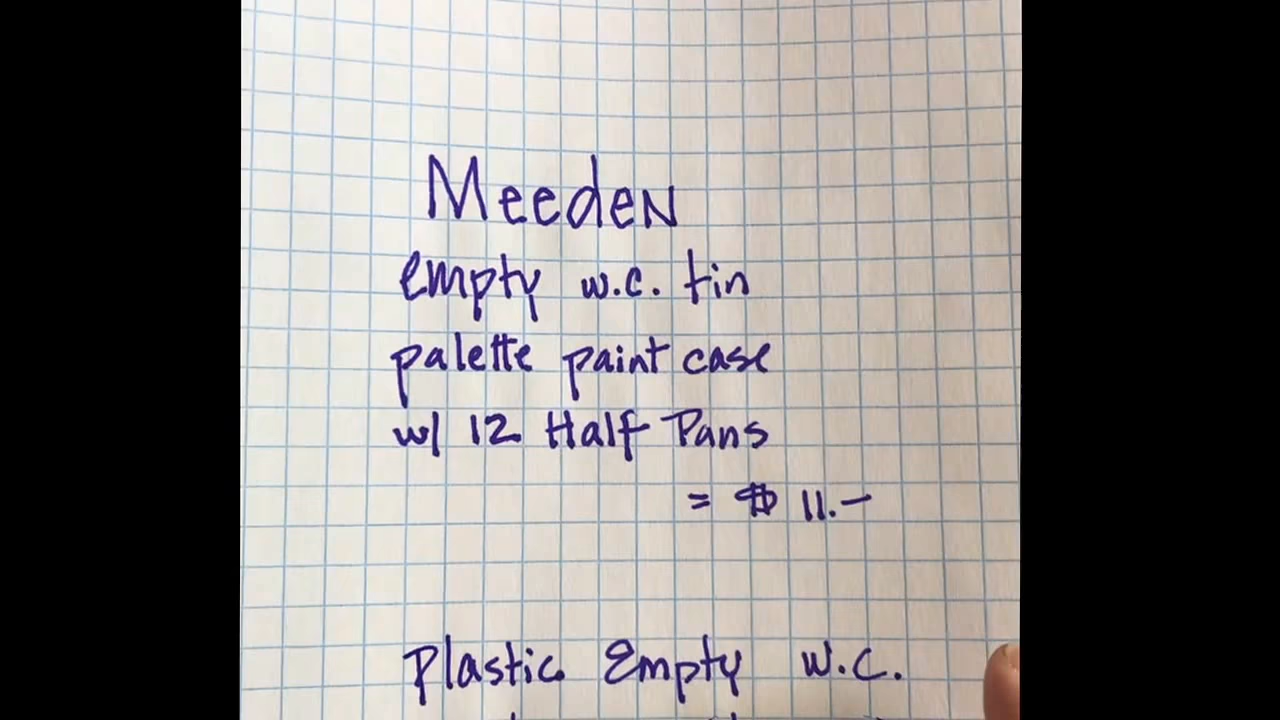 Meeden
empty w.c. tin
palette paint case
w/ 12 Half Pans
= $ 11.–
Plastic Empty w.c.